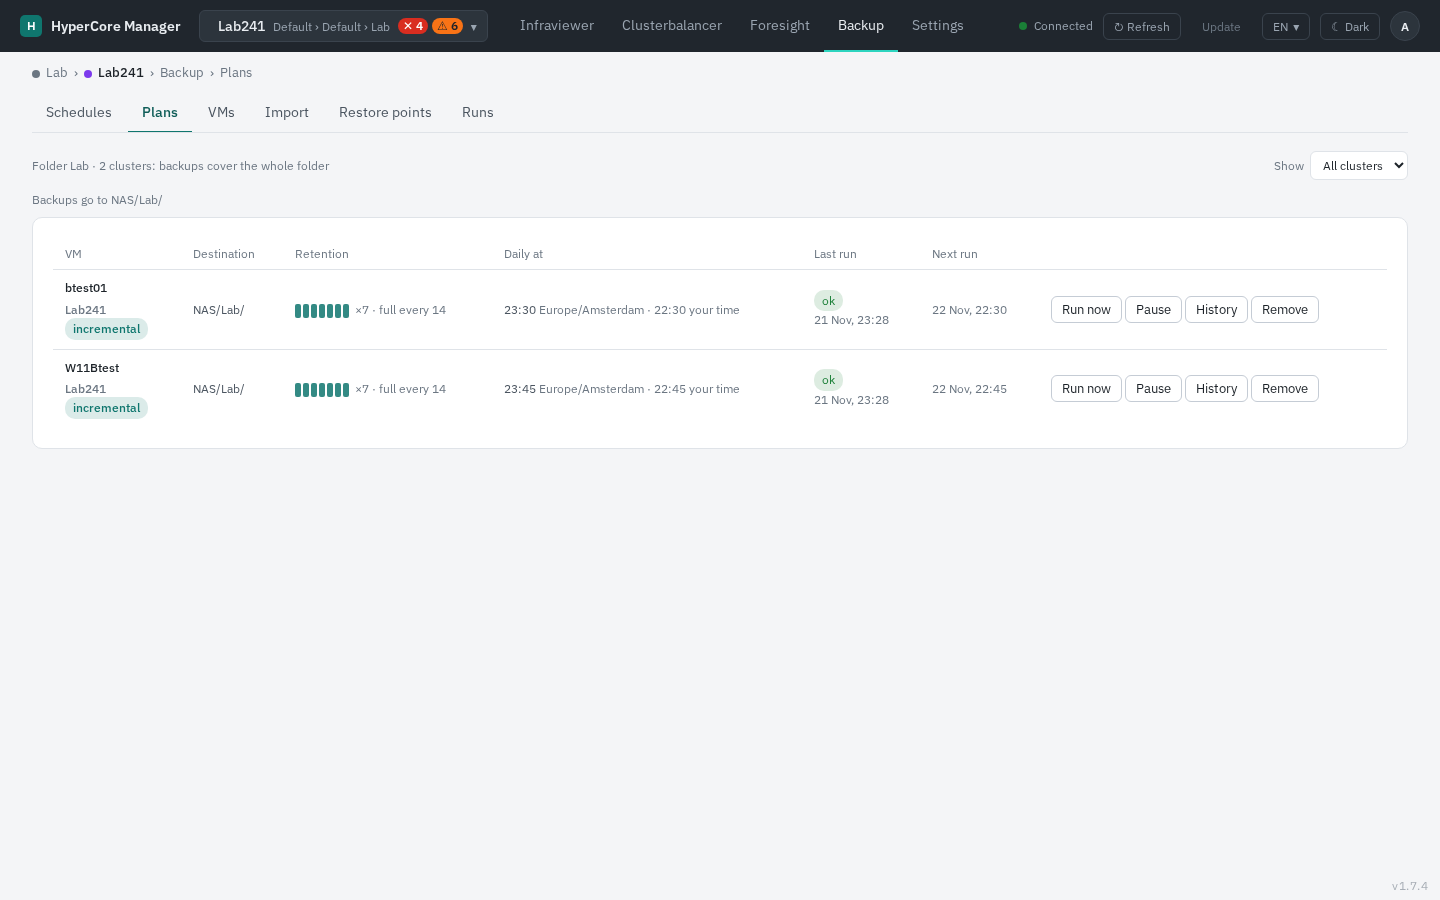 H HyperCore Manager Lab241 Default › Default › Lab ✕ 4 ⚠ 6 ▾ Infraviewer Clusterbalancer Foresight Backup Settings Connected ↻ Refresh Update EN ▾ ☾ Dark A
Lab › Lab241 › Backup › Plans
Schedules Plans VMs Import Restore points Runs
Folder Lab · 2 clusters: backups cover the whole folder Show All clusters
Backups go to NAS/Lab/
VM Destination Retention Daily at Last run Next run
btest01
Lab241 NAS/Lab/ ×7 · full every 14 23:30 Europe/Amsterdam · 22:30 your time ok 22 Nov, 22:30 Run now Pause History Remove
incremental 21 Nov, 23:28
W11Btest
Lab241 NAS/Lab/ ×7 · full every 14 23:45 Europe/Amsterdam · 22:45 your time ok 22 Nov, 22:45 Run now Pause History Remove
incremental 21 Nov, 23:28
v1.7.4